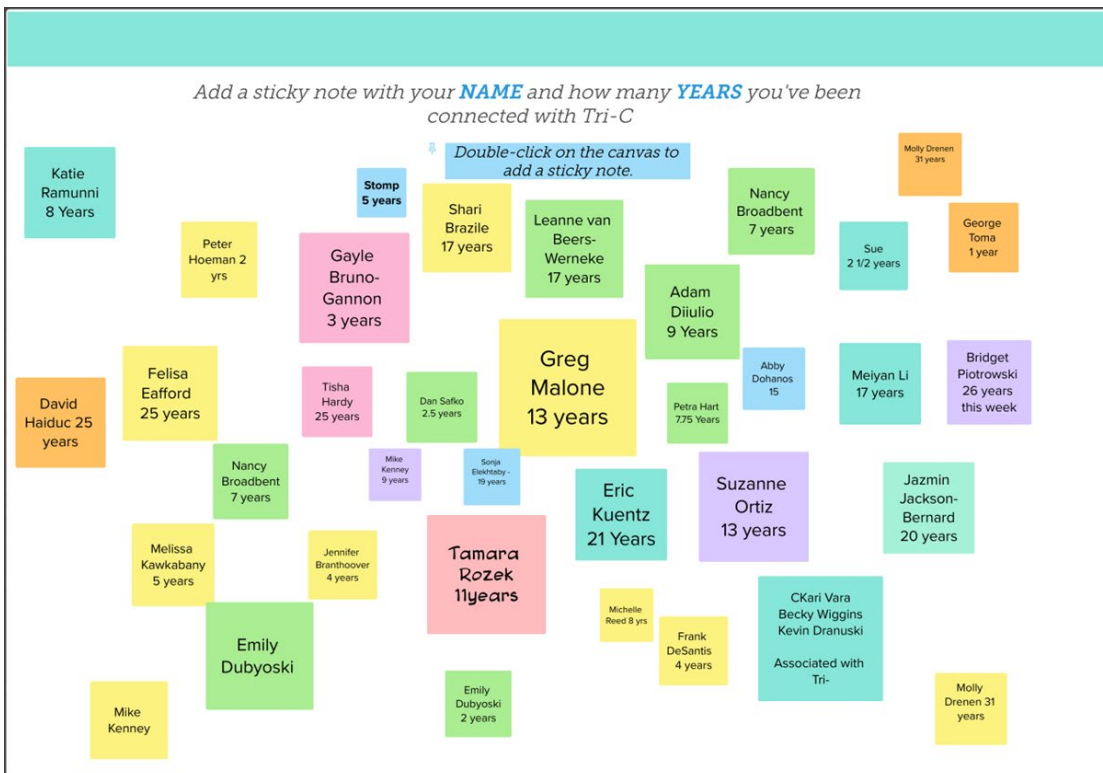 Add a sticky note with your NAME and how many YEARS you've been
connected with Tri-C
Double-click on the canvas to
add a sticky note.
Katie
Ramunni
8 Years
Stomp
5 years
Shari
Brazile
17 years
Leanne van
Beers-
Werneke
17 years
Nancy
Broadbent
7 years
Molly Drenen
31 years
Peter
Hoeman 2
yrs
Gayle
Bruno-
Gannon
3 years
Adam
Diiulio
9 Years
Sue
2 1/2 years
George
Toma
1 year
David
Haiduc 25
years
Felisa
Eafford
25 years
Tisha
Hardy
25 years
Dan Safko
2.5 years
Greg
Malone
13 years
Petra Hart
7.75 Years
Abby
Dohanos
15
Meiyan Li
17 years
Bridget
Piotrowski
26 years
this week
Nancy
Broadbent
7 years
Mike
Kenney
9 years
Sonja
Elekhtaby -
19 years
Eric
Kuentz
21 Years
Suzanne
Ortiz
13 years
Jazmin
Jackson-
Bernard
20 years
Melissa
Kawkabany
5 years
Jennifer
Branthoover
4 years
Tamara
Rozek
11years
Michelle
Reed 8 yrs
CKari Vara
Becky Wiggins
Kevin Dranuski
Associated with
Tri-
Emily
Dubyoski
Frank
DeSantis
4 years
Mike
Kenney
Emily
Dubyoski
2 years
Molly
Drenen 31
years